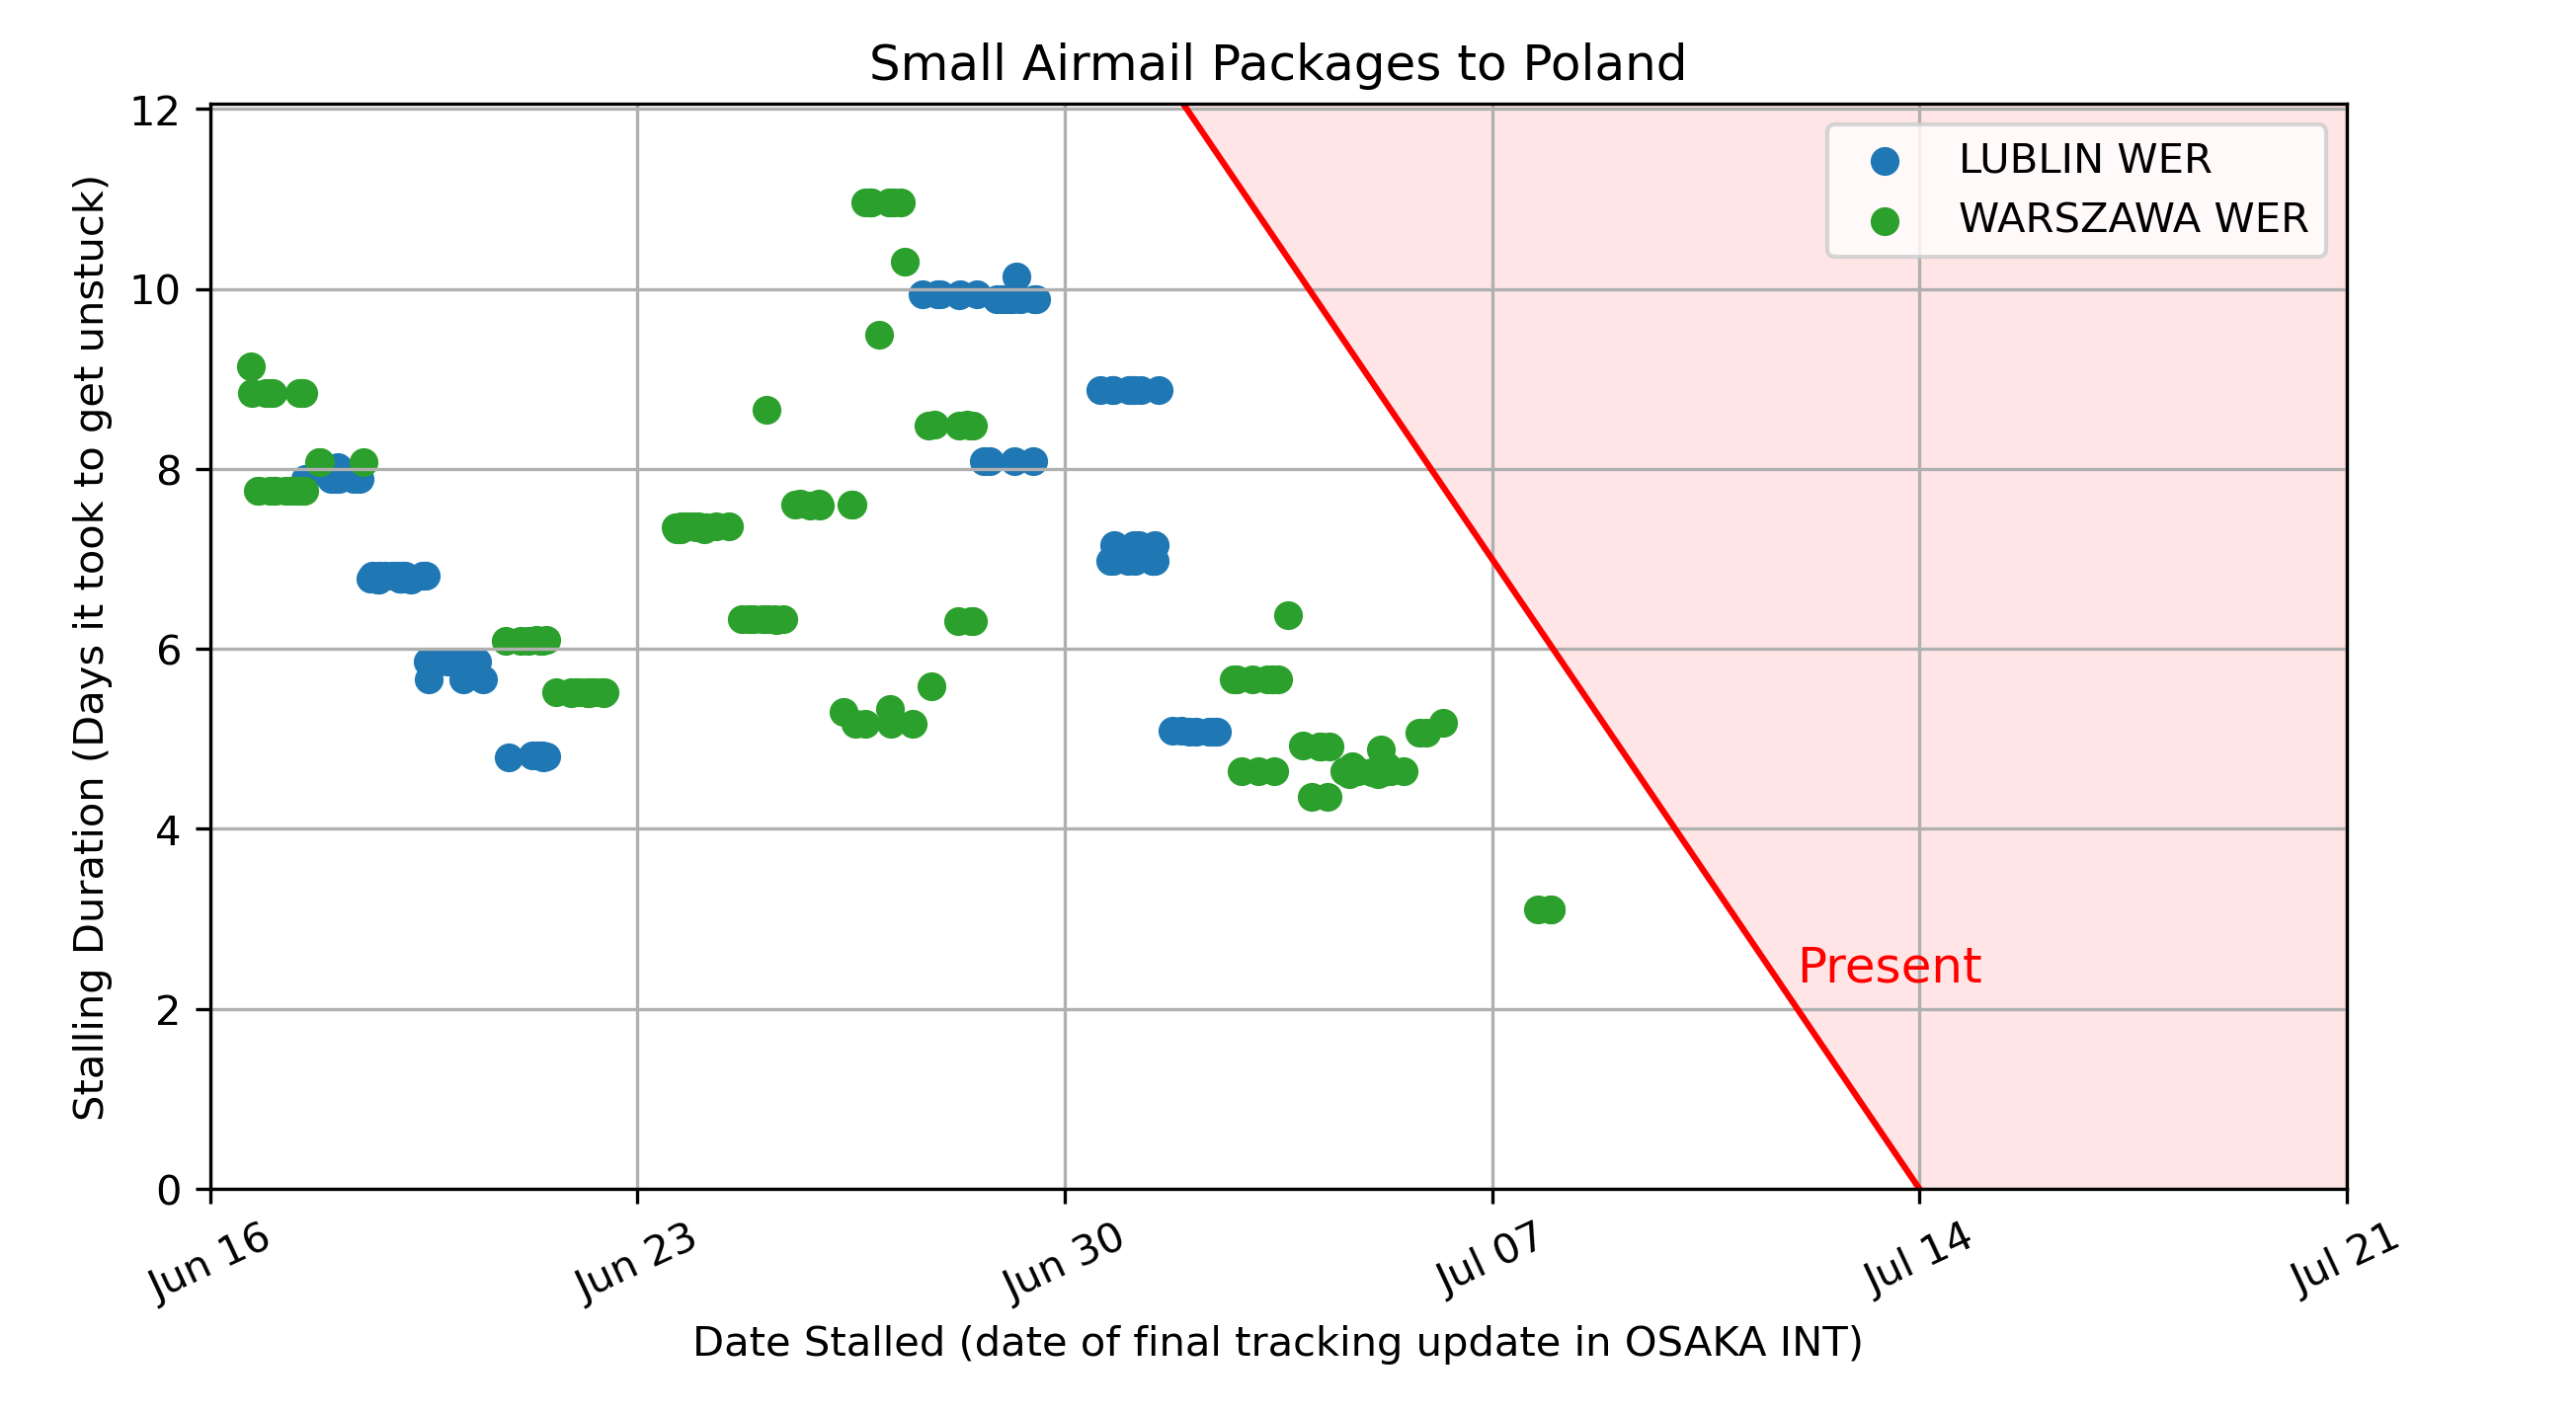 Small Airmail Packages to Poland
Stalling Duration (Days it took to get unstuck)
12
10
8
6
4
2
0
LUBLIN WER
WARSZAWA WER
Present
Jun 16
Jun 23
Jun 30
Jul 07
Jul 14
Jul 21
Date Stalled (date of final tracking update in OSAKA INT)